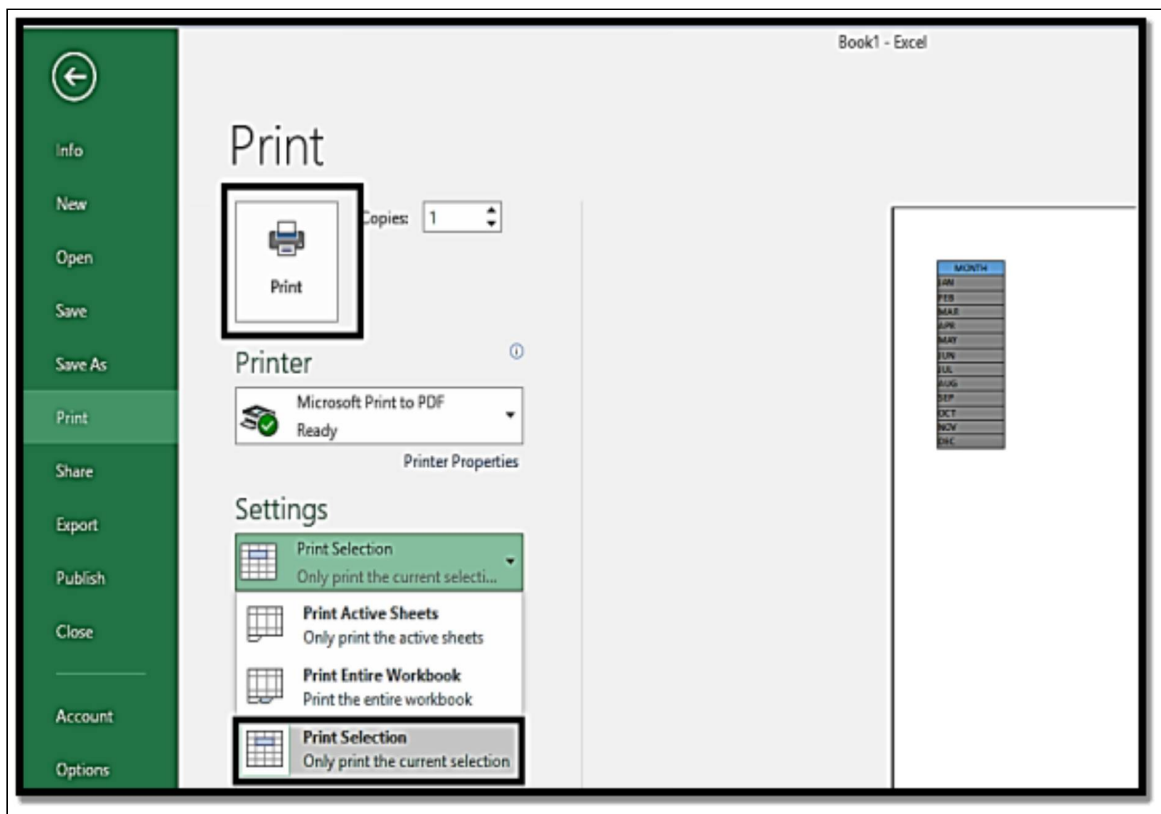 Book1 - Excel
Info
New
Open
Save
Save As
Print
Share
Export
Publish
Close
Account
Options
Print
Print
Copies: 1
Printer
Microsoft Print to PDF
Ready
Printer Properties
Settings
Print Selection
Only print the current selecti...
Print Active Sheets
Only print the active sheets
Print Entire Workbook
Print the entire workbook
Print Selection
Only print the current selection
MONTH
JAN
FEB
MAR
APR
MAY
JUN
JUL
AUG
SEP
OCT
NOV
DEC